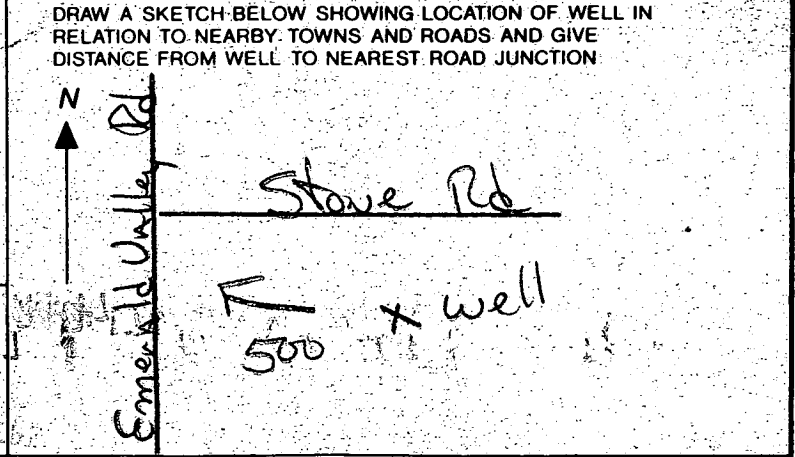 DRAW A SKETCH BELOW SHOWING LOCATION OF WELL IN
RELATION TO NEARBY TOWNS AND ROADS AND GIVE
DISTANCE FROM WELL TO NEAREST ROAD JUNCTION
N
Emerald Valley Rd
Stone Rd
x well
500